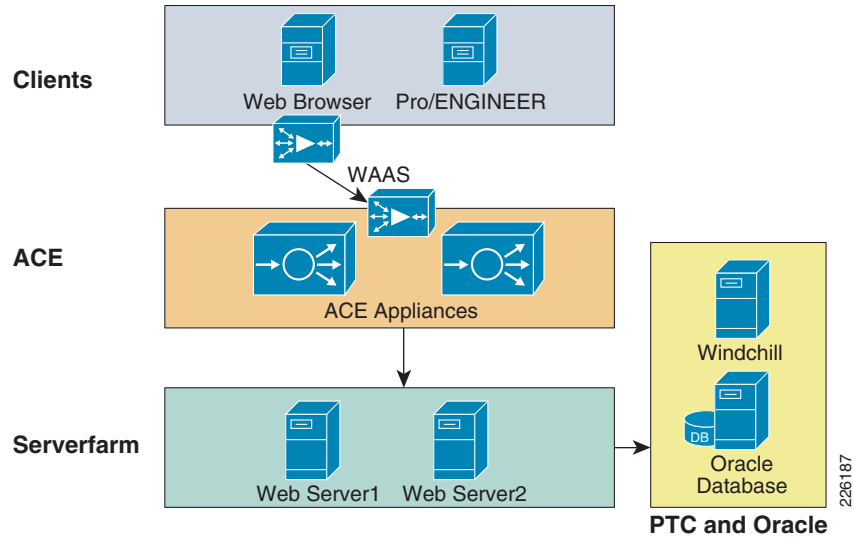 Clients
Web Browser
Pro/ENGINEER
WAAS
ACE
ACE Appliances
Windchill
DB
Oracle
Database
PTC and Oracle
Serverfarm
Web Server1
Web Server2
226187